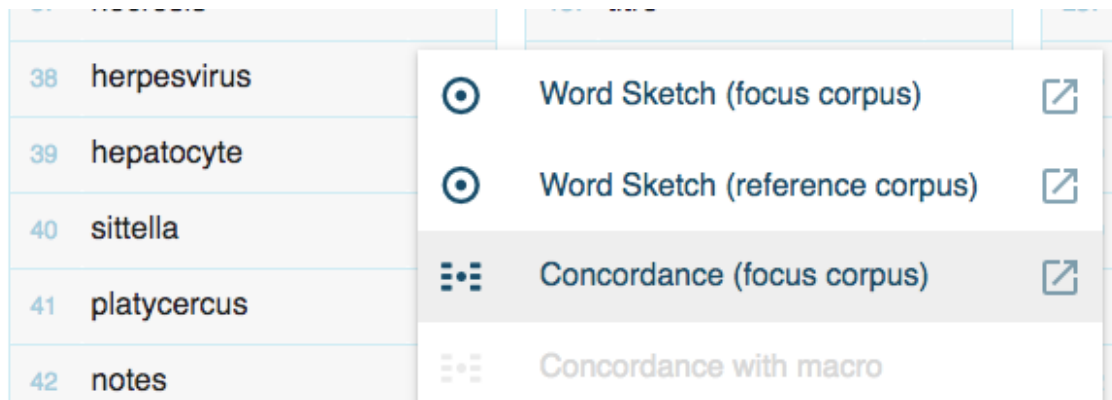 38 herpesvirus
39 hepatocyte
40 sittella
41 platycercus
42 notes
Word Sketch (focus corpus)
Word Sketch (reference corpus)
Concordance (focus corpus)
Concordance with macro